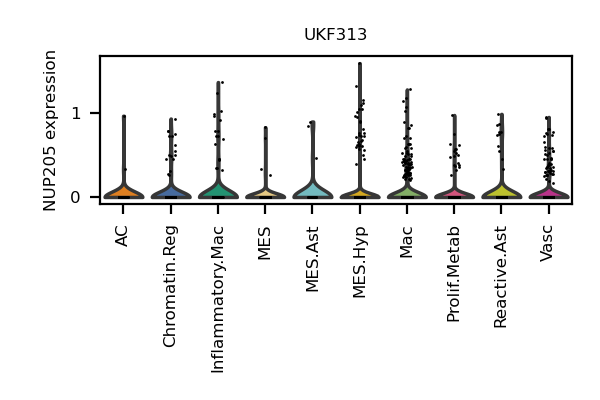 UKF313
NUP205 expression
1
0
AC
Chromatin.Reg
Inflammatory.Mac
MES
MES.Ast
MES.Hyp
Mac
Prolif.Metab
Reactive.Ast
Vasc